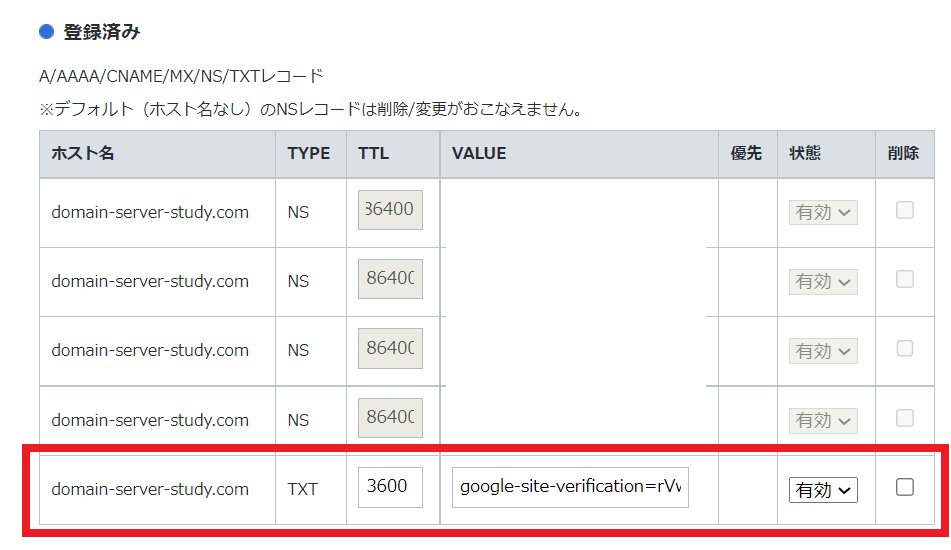 登録済み
A/AAAA/CNAME/MX/NS/TXTレコード
※デフォルト（ホスト名なし）のNSレコードは削除/変更がおこなえません。
ホスト名 TYPE TTL VALUE 優先 状態 削除
domain-server-study.com NS 86400 有効
domain-server-study.com NS 86400 有効
domain-server-study.com NS 86400 有効
domain-server-study.com NS 86400 有効
domain-server-study.com TXT 3600 google-site-verification=rV 有効